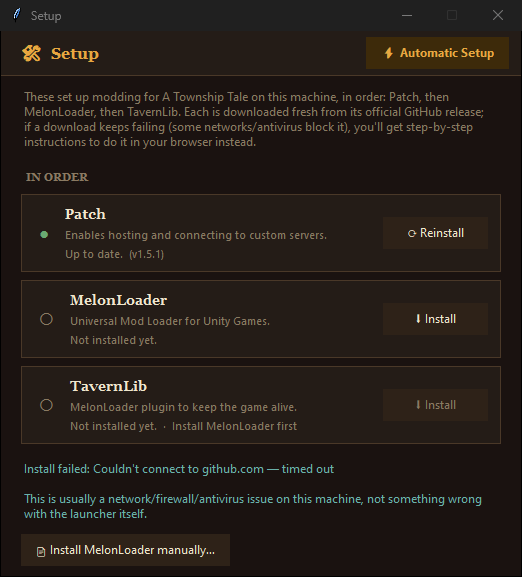 Setup
Setup
Automatic Setup
These set up modding for A Township Tale on this machine, in order: Patch, then
MelonLoader, then TavernLib. Each is downloaded fresh from its official GitHub release;
if a download keeps failing (some networks/antivirus block it), you'll get step-by-step
instructions to do it in your browser instead.
IN ORDER
Patch
Enables hosting and connecting to custom servers.
Up to date. (v1.5.1)
Reinstall
MelonLoader
Universal Mod Loader for Unity Games.
Not installed yet.
Install
TavernLib
MelonLoader plugin to keep the game alive.
Not installed yet. · Install MelonLoader first
Install
Install failed: Couldn't connect to github.com — timed out
This is usually a network/firewall/antivirus issue on this machine, not something wrong
with the launcher itself.
Install MelonLoader manually...